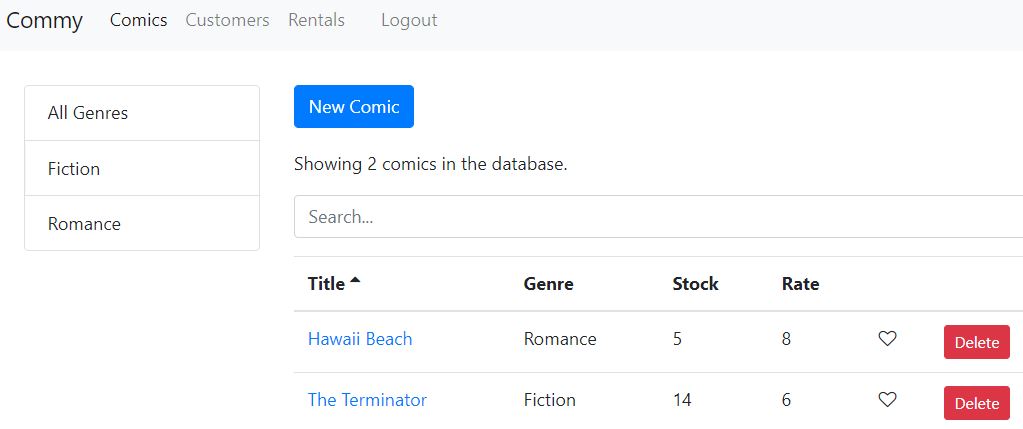 Commy Comics Customers Rentals Logout
All Genres
Fiction
Romance
New Comic
Showing 2 comics in the database.
Search...
Title Genre Stock Rate
Hawaii Beach Romance 5 8 Delete
The Terminator Fiction 14 6 Delete